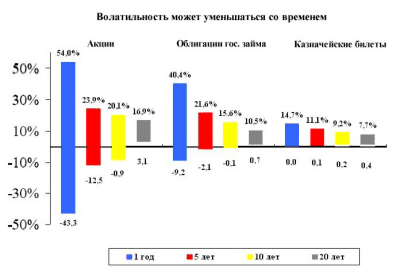 Волатильность может уменьшаться со временем
Акции Облигации гос. займа Казначейские билеты
54,0% 23,9% 20,1% 16,9% 40,4% 21,6% 15,6% 10,5% 14,7% 11,1% 9,2% 7,7%
50%
30%
10%
-10%
-30%
-50%
-43,3 -12,5 -0,9 3,1 -9,2 -2,1 -0,1 0,7 0,0 0,1 0,2 0,4
1 год 5 лет 10 лет 20 лет